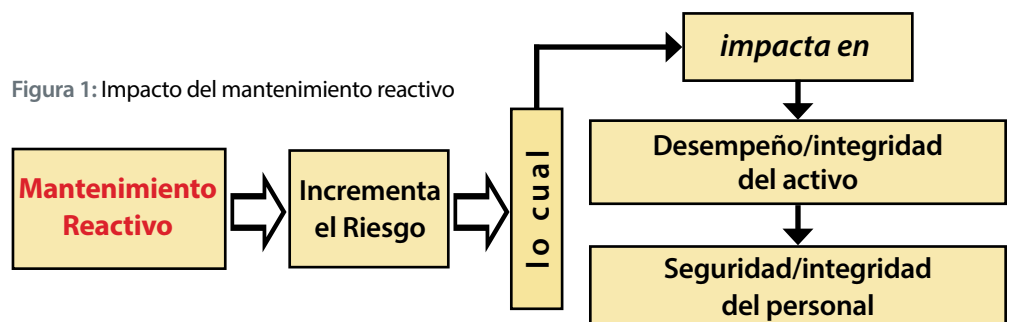 Figura 1: Impacto del mantenimiento reactivo
Mantenimiento
Reactivo
Incrementa
el Riesgo
lo cual
impacta en
Desempeño/integridad
del activo
Seguridad/integridad
del personal